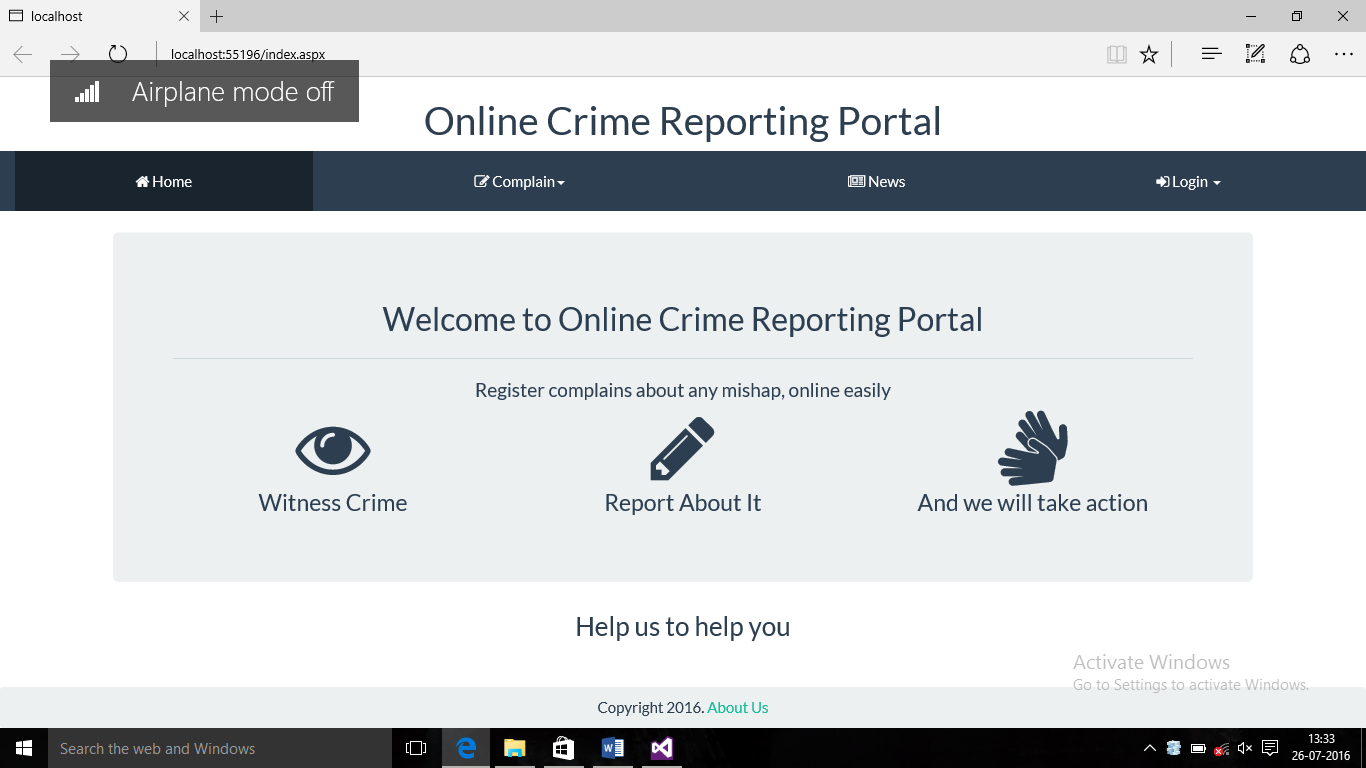 localhost
localhost:55196/index.aspx
Airplane mode off
Online Crime Reporting Portal
Home
Complain
News
Login
Welcome to Online Crime Reporting Portal
Register complains about any mishap, online easily
Witness Crime
Report About It
And we will take action
Help us to help you
Activate Windows
Go to Settings to activate Windows.
Copyright 2016. About Us
Search the web and Windows
13:33
26-07-2016